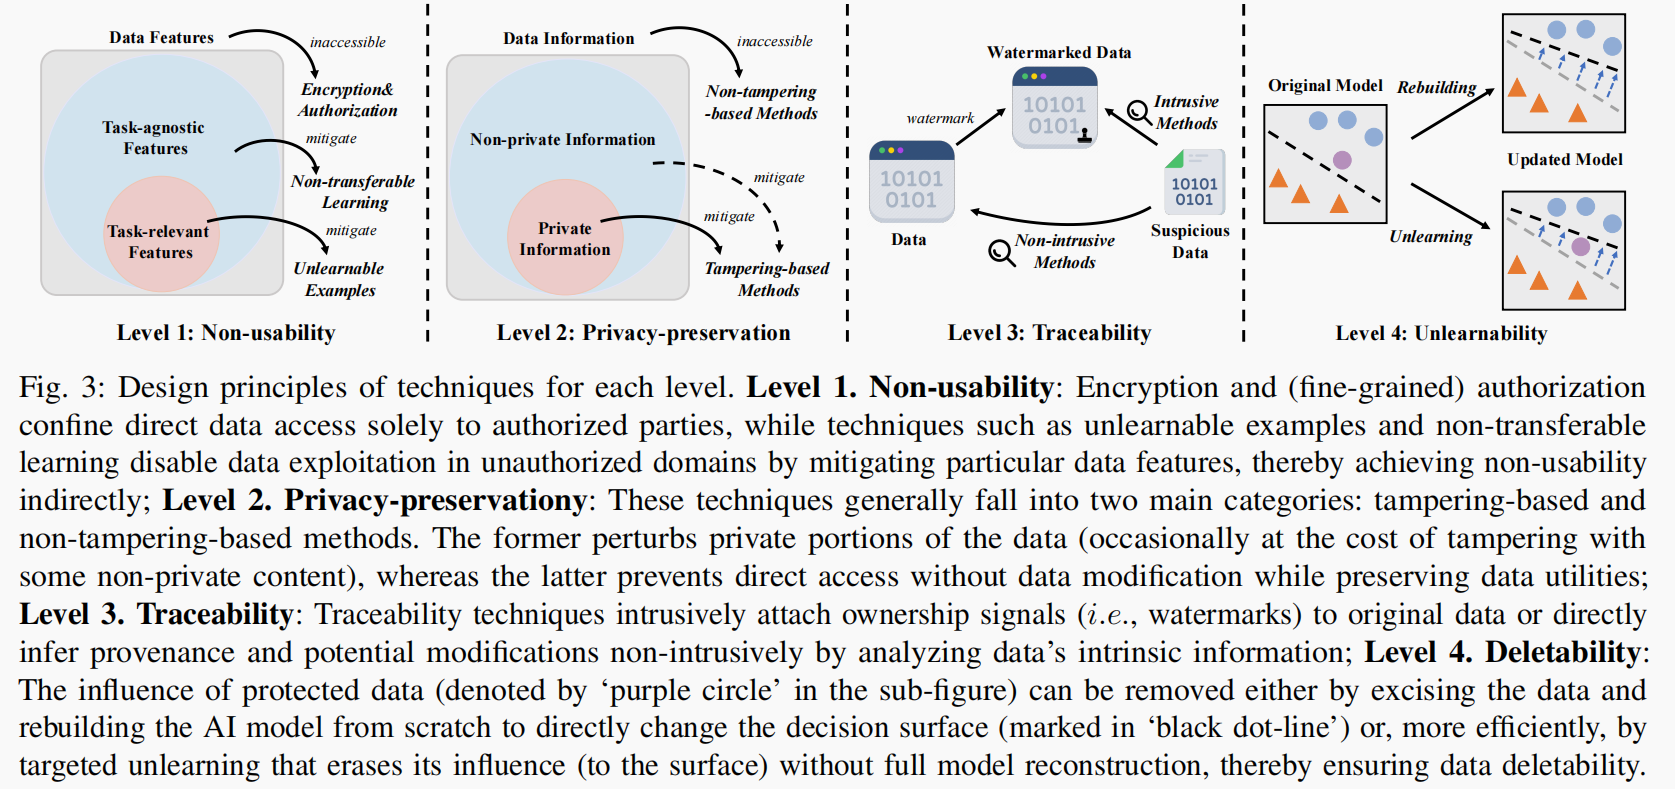 Data Features
inaccessible
Encryption&
Authorization
Task-agnostic
Features
mitigate
Non-transferable
Learning
Task-relevant
Features
mitigate
Unlearnable
Examples
Level 1: Non-usability
Data Information
inaccessible
Non-tampering
-based Methods
Non-private Information
mitigate
Private
Information
mitigate
Tampering-based
Methods
Level 2: Privacy-preservation
Watermarked Data
10101
0101
watermark
Intrusive
Methods
10101
0101
Data
10101
0101
Suspicious
Data
Non-intrusive
Methods
Level 3: Traceability
Original Model
Rebuilding
Updated Model
Unlearning
Level 4: Unlearnability
Fig. 3: Design principles of techniques for each level. Level 1. Non-usability: Encryption and (fine-grained) authorization
confine direct data access solely to authorized parties, while techniques such as unlearnable examples and non-transferable
learning disable data exploitation in unauthorized domains by mitigating particular data features, thereby achieving non-usability
indirectly; Level 2. Privacy-preservationy: These techniques generally fall into two main categories: tampering-based and
non-tampering-based methods. The former perturbs private portions of the data (occasionally at the cost of tampering with
some non-private content), whereas the latter prevents direct access without data modification while preserving data utilities;
Level 3. Traceability: Traceability techniques intrusively attach ownership signals (i.e., watermarks) to original data or directly
infer provenance and potential modifications non-intrusively by analyzing data's intrinsic information; Level 4. Deletability:
The influence of protected data (denoted by 'purple circle' in the sub-figure) can be removed either by excising the data and
rebuilding the AI model from scratch to directly change the decision surface (marked in 'black dot-line') or, more efficiently, by
targeted unlearning that erases its influence (to the surface) without full model reconstruction, thereby ensuring data deletability.